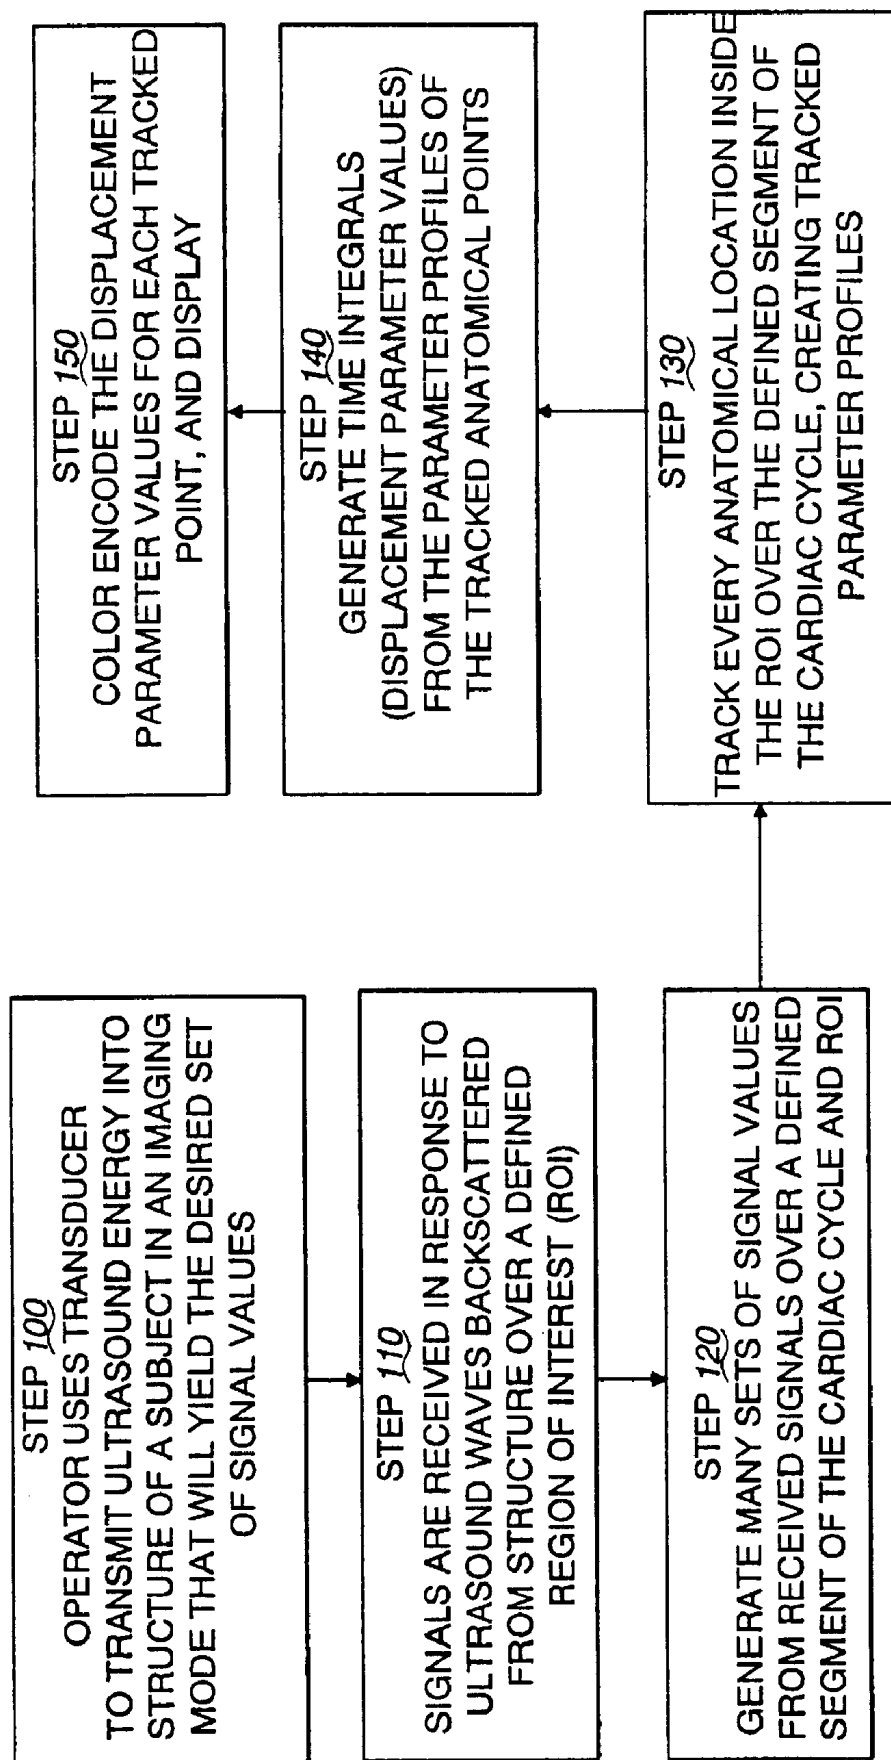 STEP 100
OPERATOR USES TRANSDUCER
TO TRANSMIT ULTRASOUND ENERGY INTO
STRUCTURE OF A SUBJECT IN AN IMAGING
MODE THAT WILL YIELD THE DESIRED SET
OF SIGNAL VALUES
STEP 110
SIGNALS ARE RECEIVED IN RESPONSE TO
ULTRASOUND WAVES BACKSCATTERED
FROM STRUCTURE OVER A DEFINED
REGION OF INTEREST (ROI)
STEP 120
GENERATE MANY SETS OF SIGNAL VALUES
FROM RECEIVED SIGNALS OVER A DEFINED
SEGMENT OF THE CARDIAC CYCLE AND ROI
STEP 130
TRACK EVERY ANATOMICAL LOCATION INSIDE
THE ROI OVER THE DEFINED SEGMENT OF
THE CARDIAC CYCLE, CREATING TRACKED
PARAMETER PROFILES
STEP 140
GENERATE TIME INTEGRALS
(DISPLACEMENT PARAMETER VALUES)
FROM THE PARAMETER PROFILES OF
THE TRACKED ANATOMICAL POINTS
STEP 150
COLOR ENCODE THE DISPLACEMENT
PARAMETER VALUES FOR EACH TRACKED
POINT, AND DISPLAY